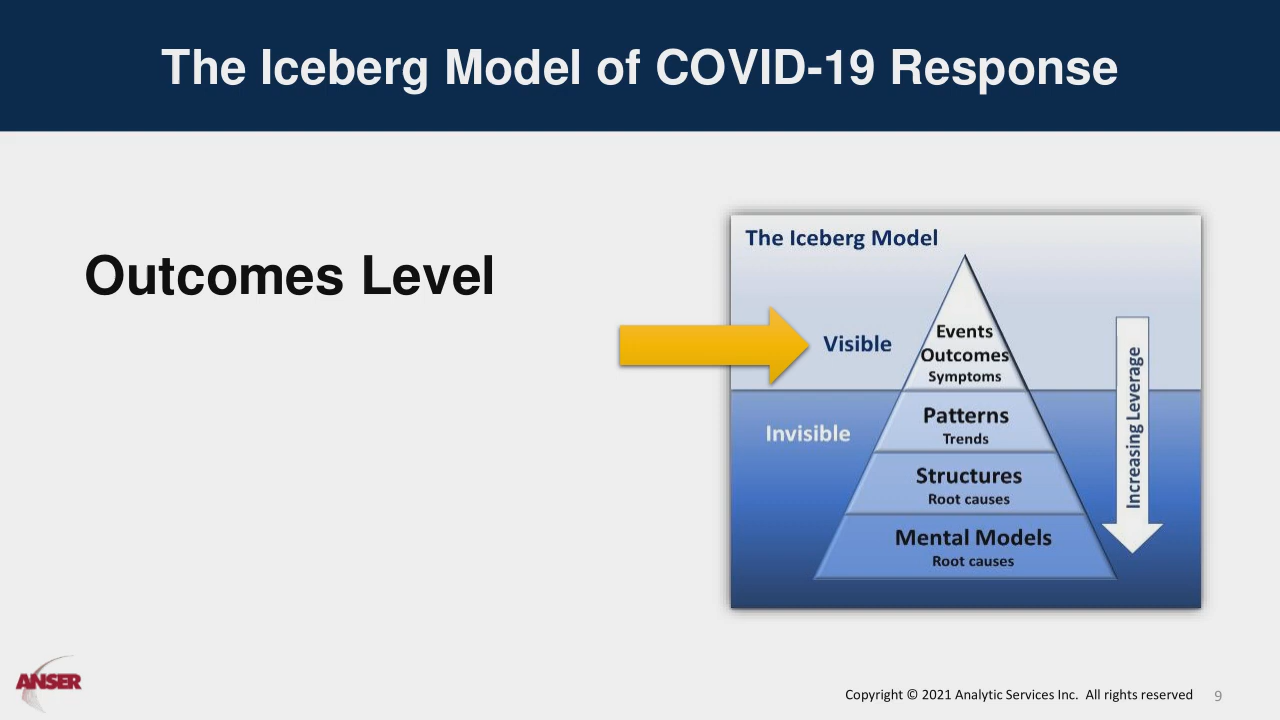 The Iceberg Model of COVID-19 Response
Outcomes Level
The Iceberg Model
Visible
Events
Outcomes
Symptoms
Invisible
Patterns
Trends
Structures
Root causes
Mental Models
Root causes
Increasing Leverage
ANSER
Copyright © 2021 Analytic Services Inc. All rights reserved
9